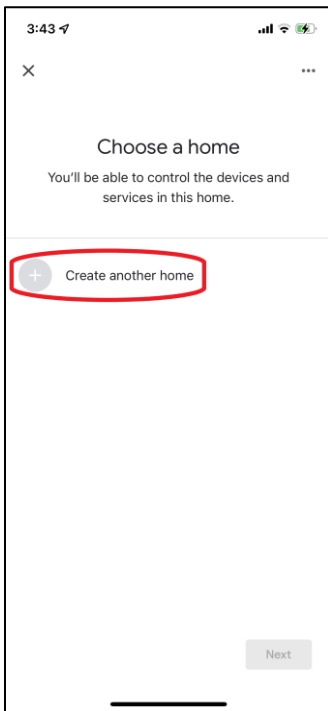 3:43
Choose a home
You'll be able to control the devices and
services in this home.
Create another home
Next